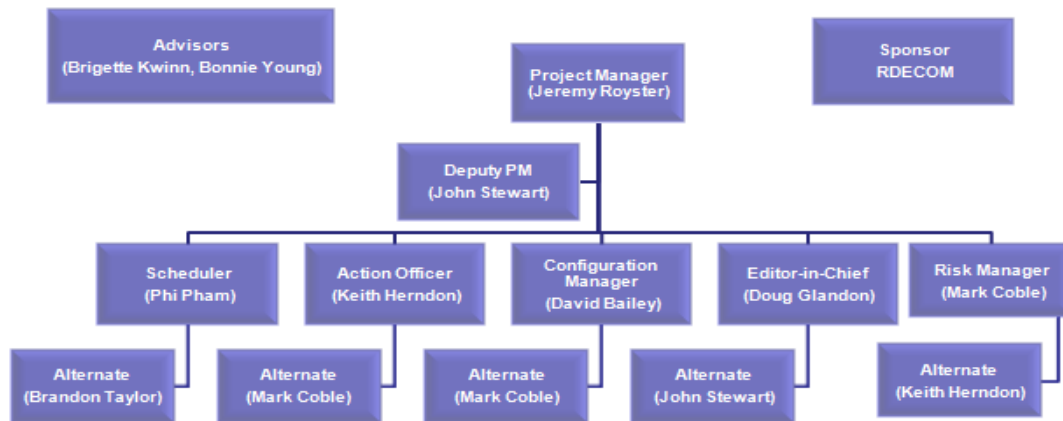 Advisors
(Brigette Kwinn, Bonnie Young)
Sponsor
RDECOM
Project Manager
(Jeremy Royster)
Deputy PM
(John Stewart)
Scheduler
(Phi Pham)
Action Officer
(Keith Herndon)
Configuration
Manager
(David Bailey)
Editor-in-Chief
(Doug Glandon)
Risk Manager
(Mark Coble)
Alternate
(Brandon Taylor)
Alternate
(Mark Coble)
Alternate
(Mark Coble)
Alternate
(John Stewart)
Alternate
(Keith Herndon)